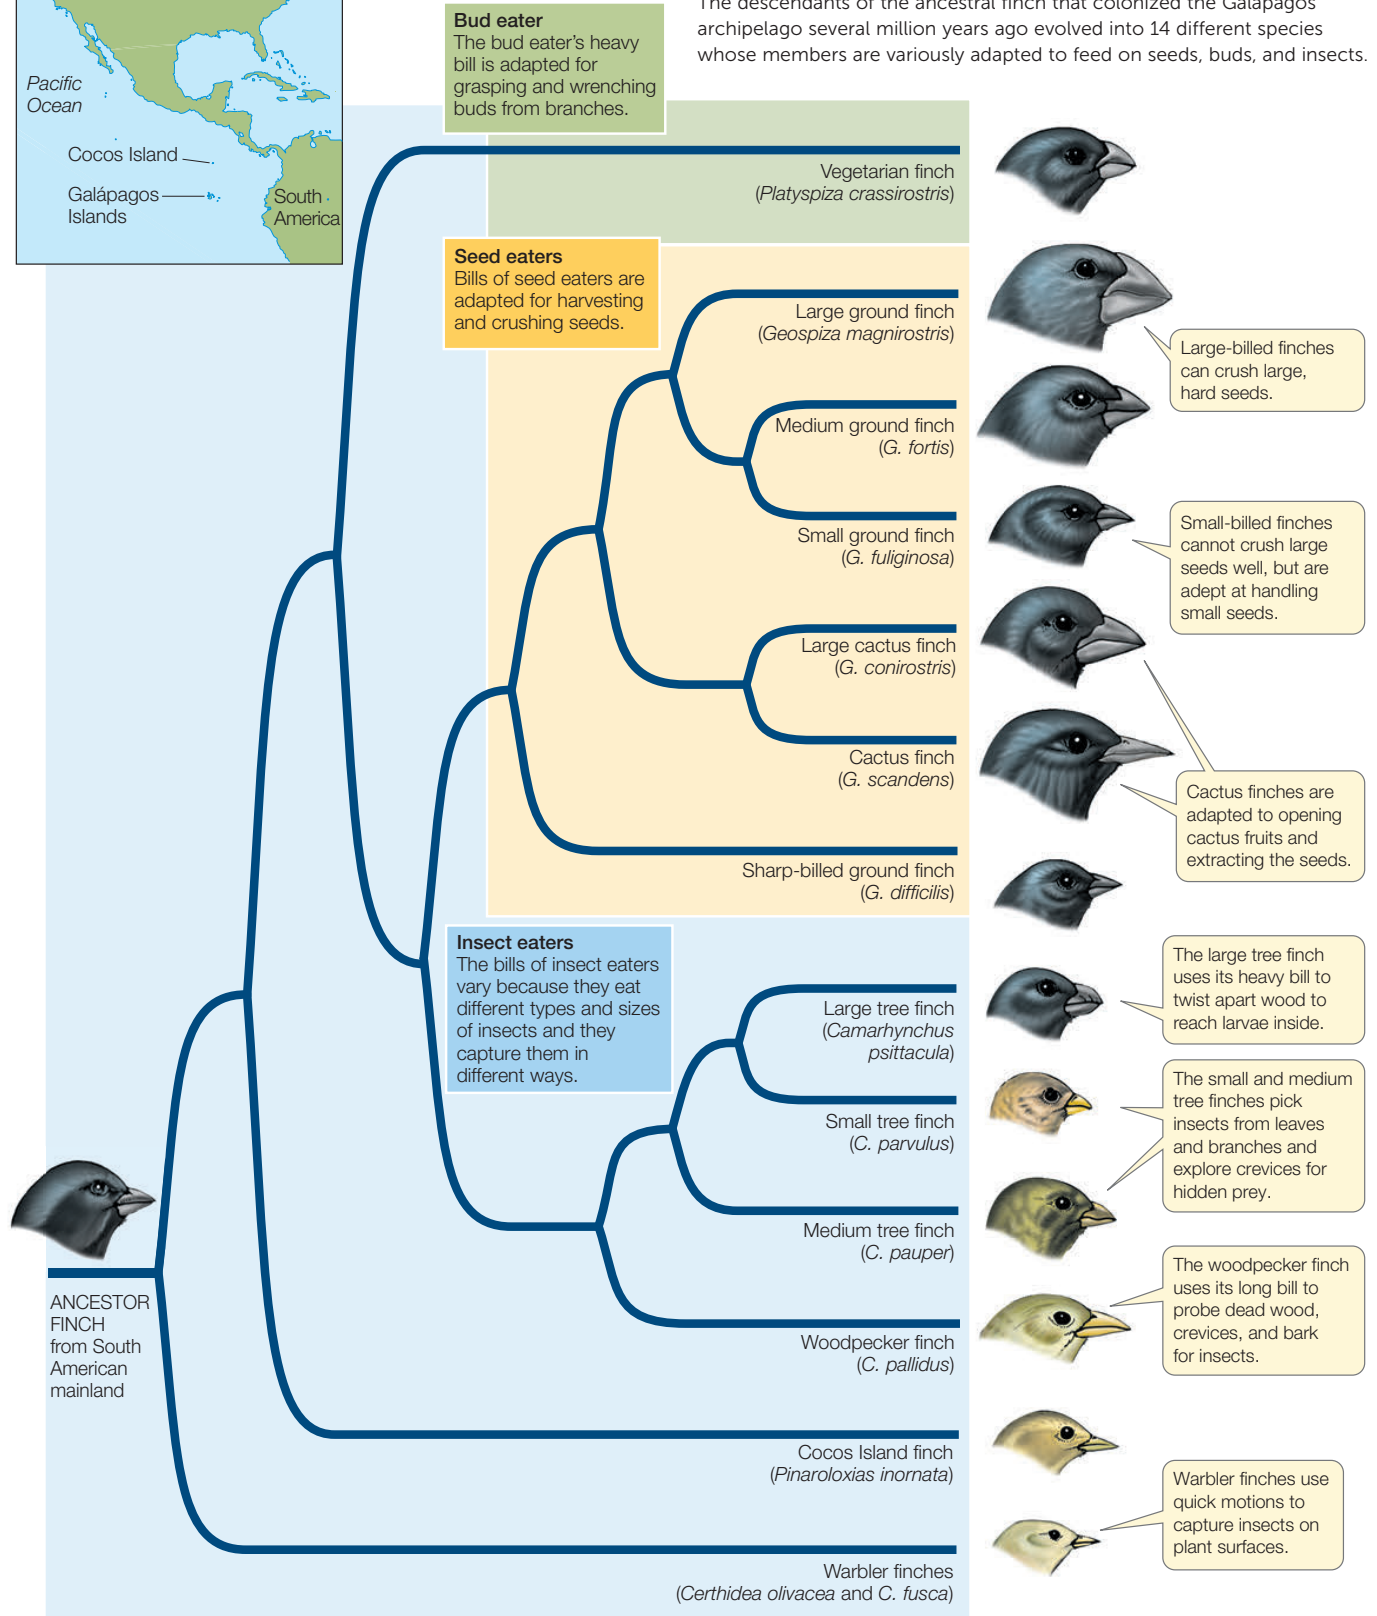 The descendants of the ancestral finch that colonized the Galápagos
archipelago several million years ago evolved into 14 different species
whose members are variously adapted to feed on seeds, buds, and insects.
Pacific
Ocean
Cocos Island
Galápagos
Islands
South
America
Bud eater
The bud eater's heavy
bill is adapted for
grasping and wrenching
buds from branches.
Vegetarian finch
(Platyspiza crassirostris)
Seed eaters
Bills of seed eaters are
adapted for harvesting
and crushing seeds.
Large ground finch
(Geospiza magnirostris)
Large-billed finches
can crush large,
hard seeds.
Medium ground finch
(G. fortis)
Small ground finch
(G. fuliginosa)
Small-billed finches
cannot crush large
seeds well, but are
adept at handling
small seeds.
Large cactus finch
(G. conirostris)
Cactus finch
(G. scandens)
Cactus finches are
adapted to opening
cactus fruits and
extracting the seeds.
Sharp-billed ground finch
(G. difficilis)
Insect eaters
The bills of insect eaters
vary because they eat
different types and sizes
of insects and they
capture them in
different ways.
Large tree finch
(Camarhynchus
psittacula)
The large tree finch
uses its heavy bill to
twist apart wood to
reach larvae inside.
Small tree finch
(C. parvulus)
The small and medium
tree finches pick
insects from leaves
and branches and
explore crevices for
hidden prey.
Medium tree finch
(C. pauper)
Woodpecker finch
(C. pallidus)
The woodpecker finch
uses its long bill to
probe dead wood,
crevices, and bark
for insects.
ANCESTOR
FINCH
from South
American
mainland
Cocos Island finch
(Pinaroloxias inornata)
Warbler finches
(Certhidea olivacea and C. fusca)
Warbler finches use
quick motions to
capture insects on
plant surfaces.